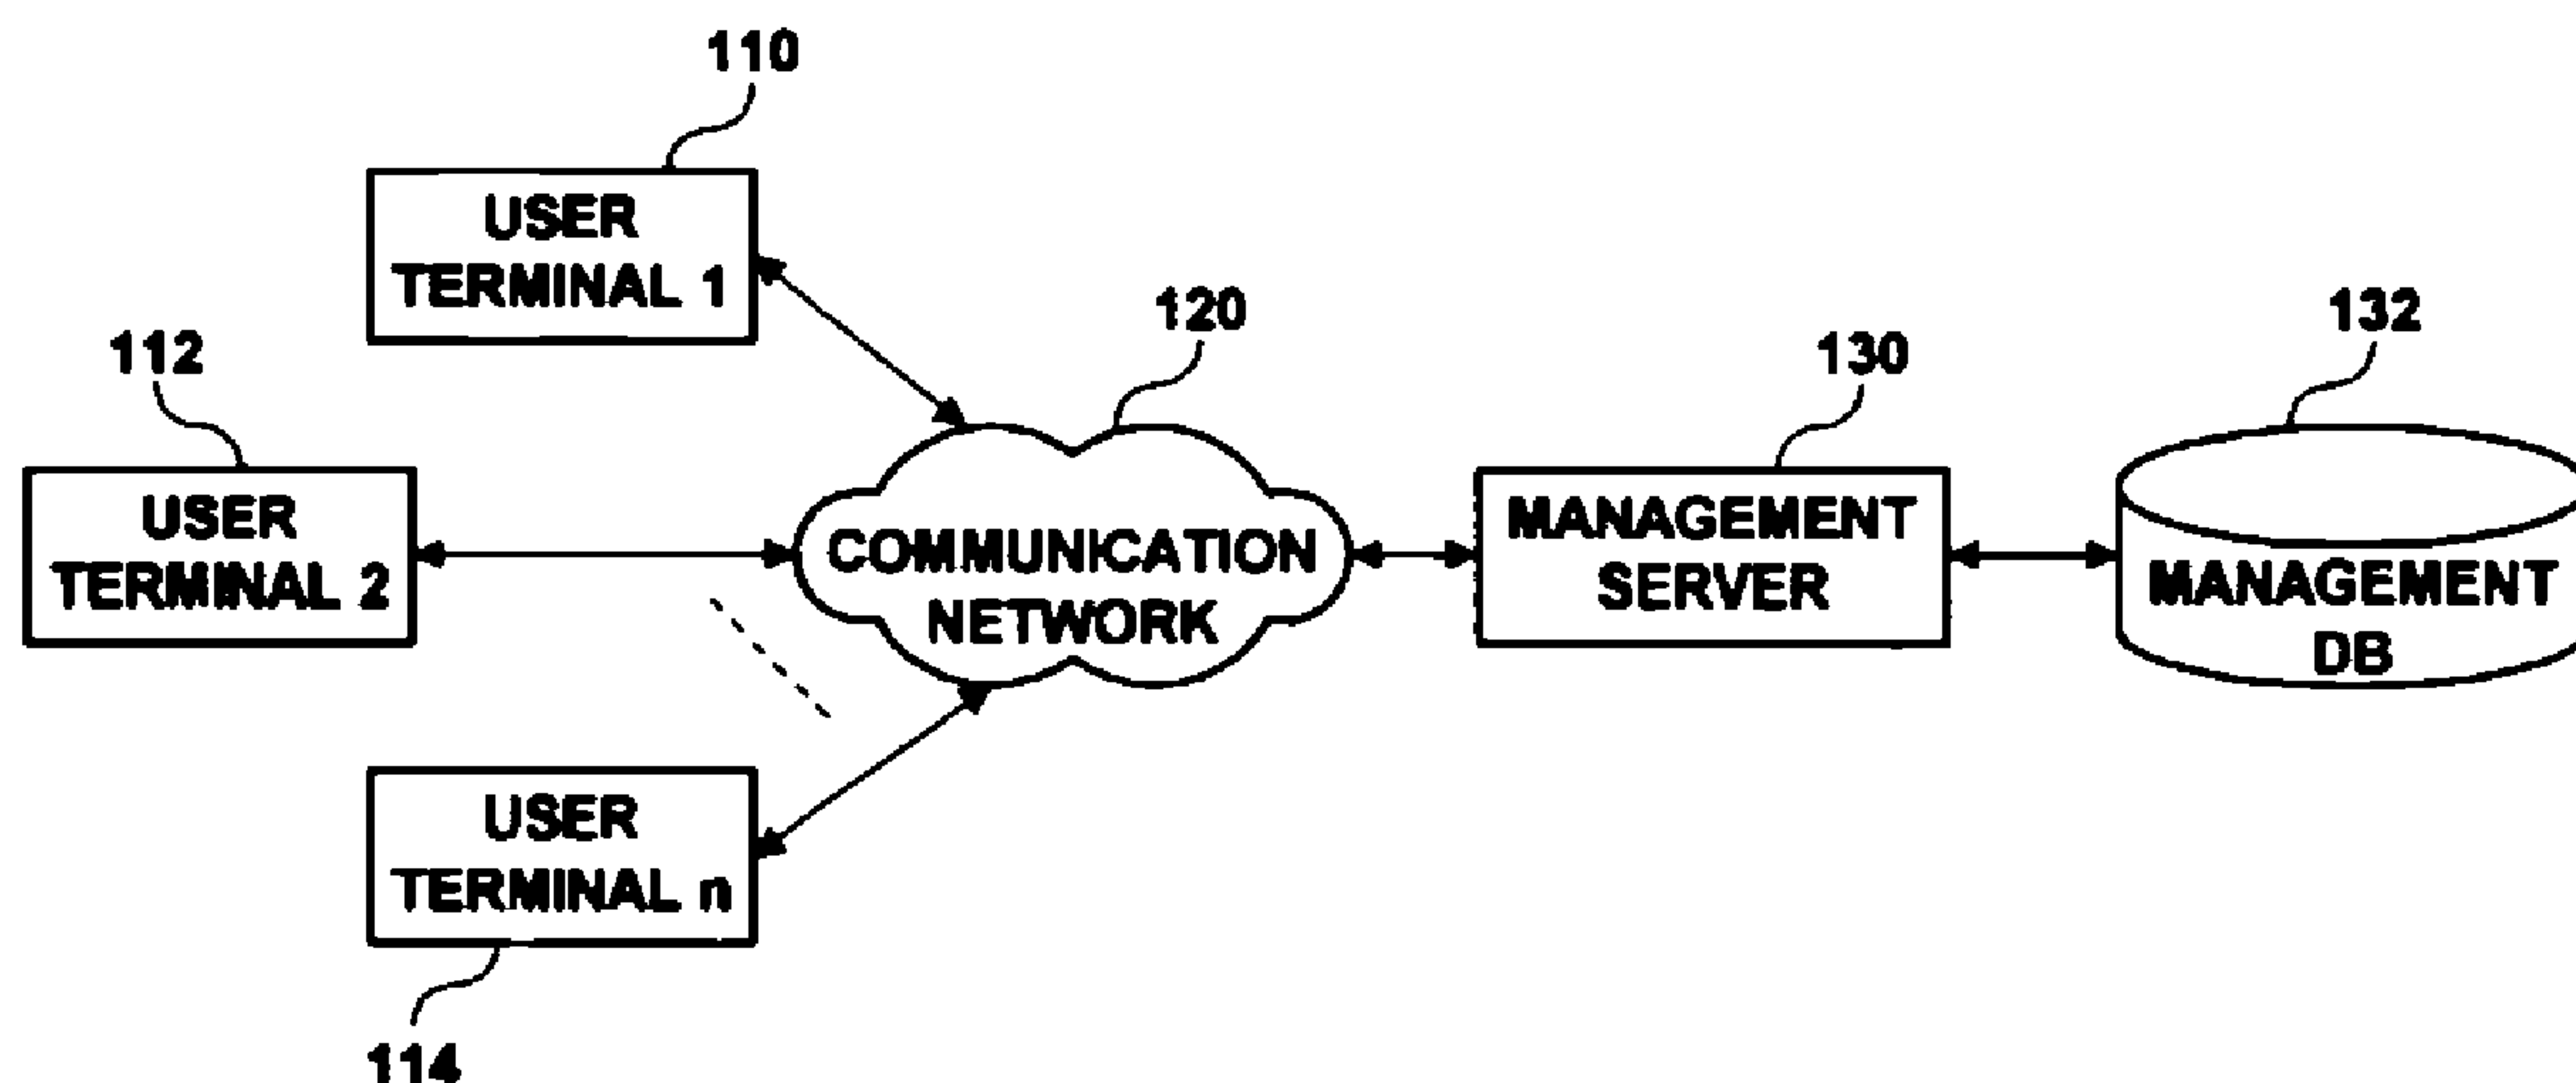 110
USER
TERMINAL 1
112
USER
TERMINAL 2
120
COMMUNICATION
NETWORK
130
MANAGEMENT
SERVER
132
MANAGEMENT
DB
USER
TERMINAL n
114